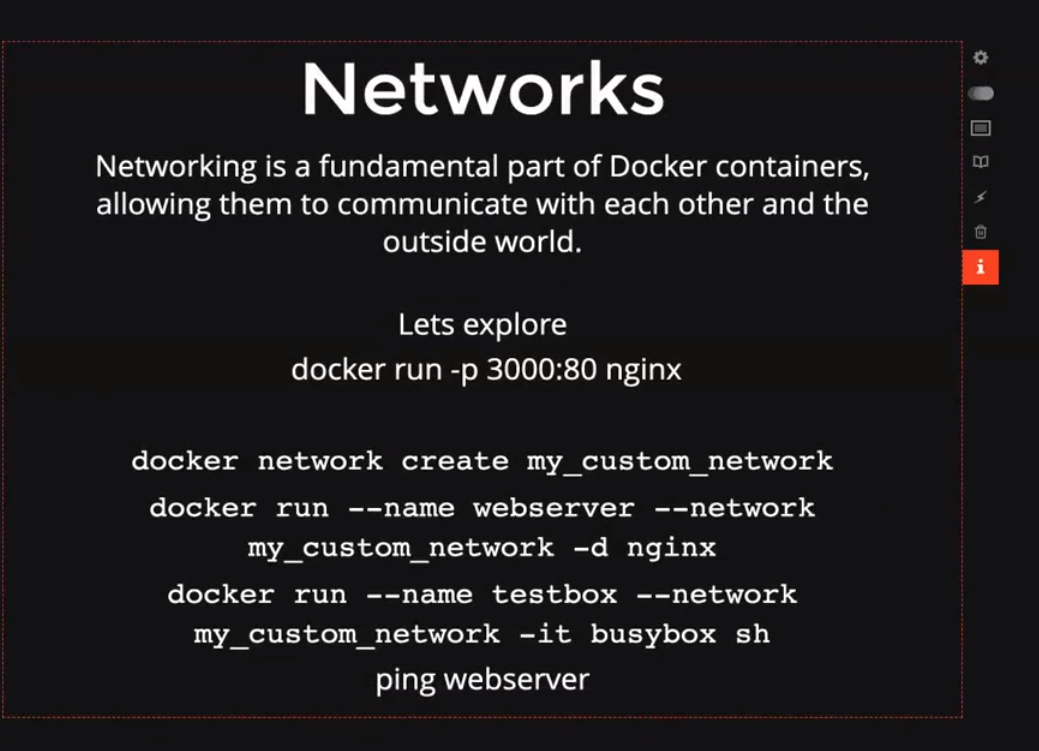 Networks
Networking is a fundamental part of Docker containers,
allowing them to communicate with each other and the
outside world.
Lets explore
docker run -p 3000:80 nginx
docker network create my_custom_network
docker run --name webserver --network
my_custom_network -d nginx
docker run --name testbox --network
my_custom_network -it busybox sh
ping webserver